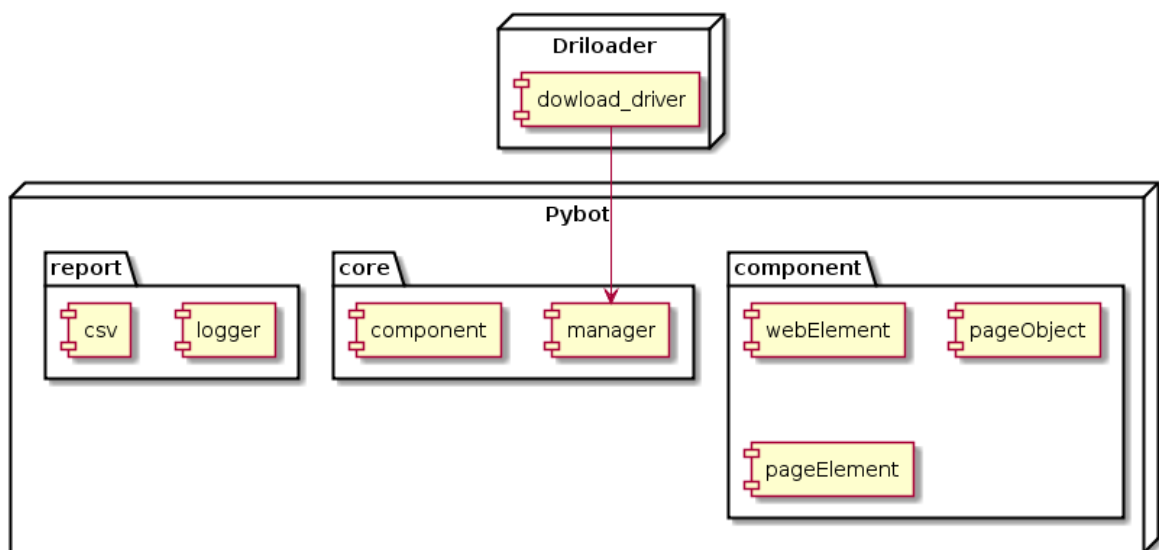 Driloader
dowload_driver
Pybot
report
csv
logger
core
component
manager
component
webElement
pageObject
pageElement